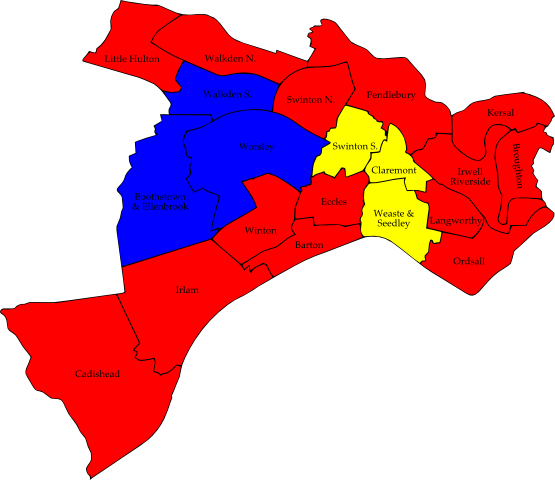 Little Hulton
Walkden N.
Walkden S.
Swinton N.
Pendlebury
Kersal
Worsley
Swinton S.
Claremont
Irwell
Riverside
Broughton
Boothstown
& Ellenbrook
Eccles
Weaste &
Seedley
Langworthy
Winton
Barton
Ordsall
Irlam
Cadishead